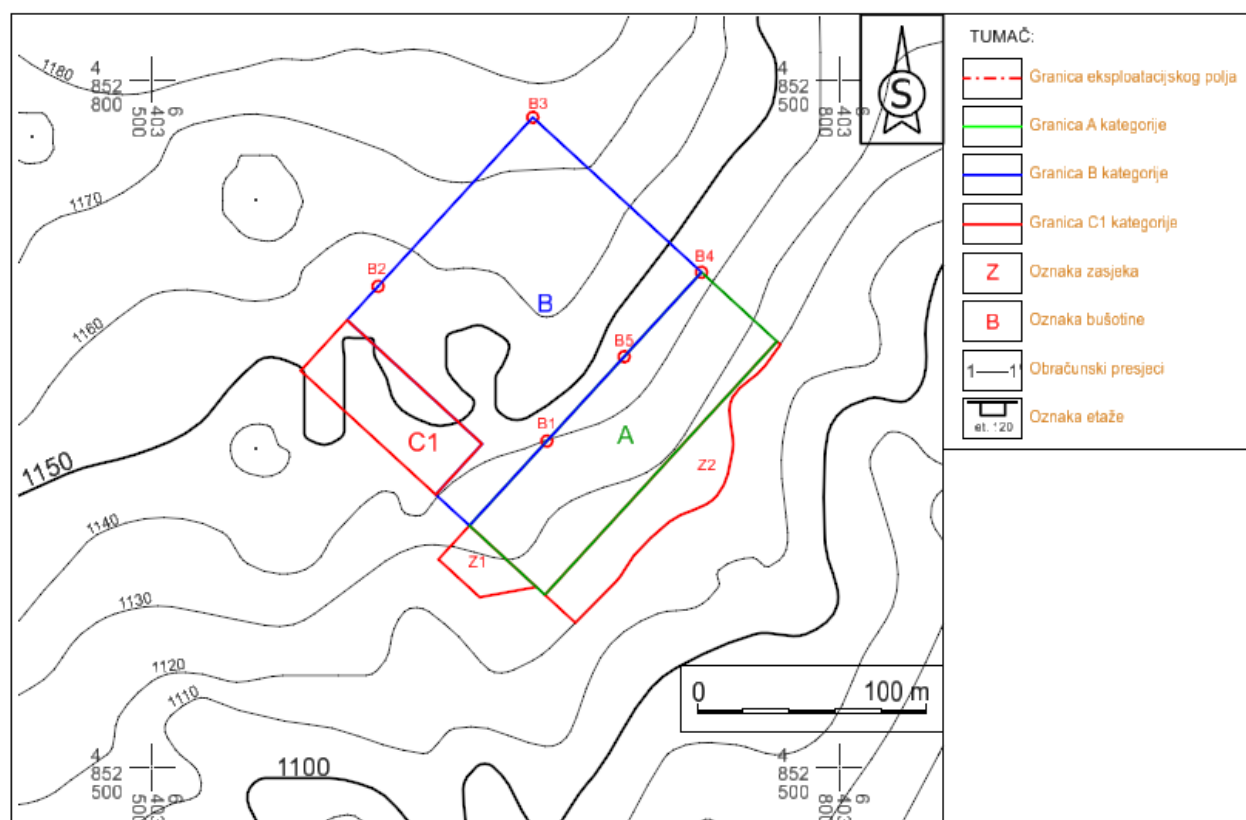 4
852
800
6
403
500
4
852
500
6
403
800
S
1180
1170
1160
1150
1140
1130
1120
1110
1100
B3
B2
B4
B
B5
B1
A
C1
Z2
Z1
0 100 m
4
852
500
6
403
500
4
852
500
6
403
800
TUMAČ:
Granica eksploatacijskog polja
Granica A kategorije
Granica B kategorije
Granica C1 kategorije
Z Oznaka zasjeka
B Oznaka bušotine
1 1' Obračunski presjeci
et. 120 Oznaka etaže